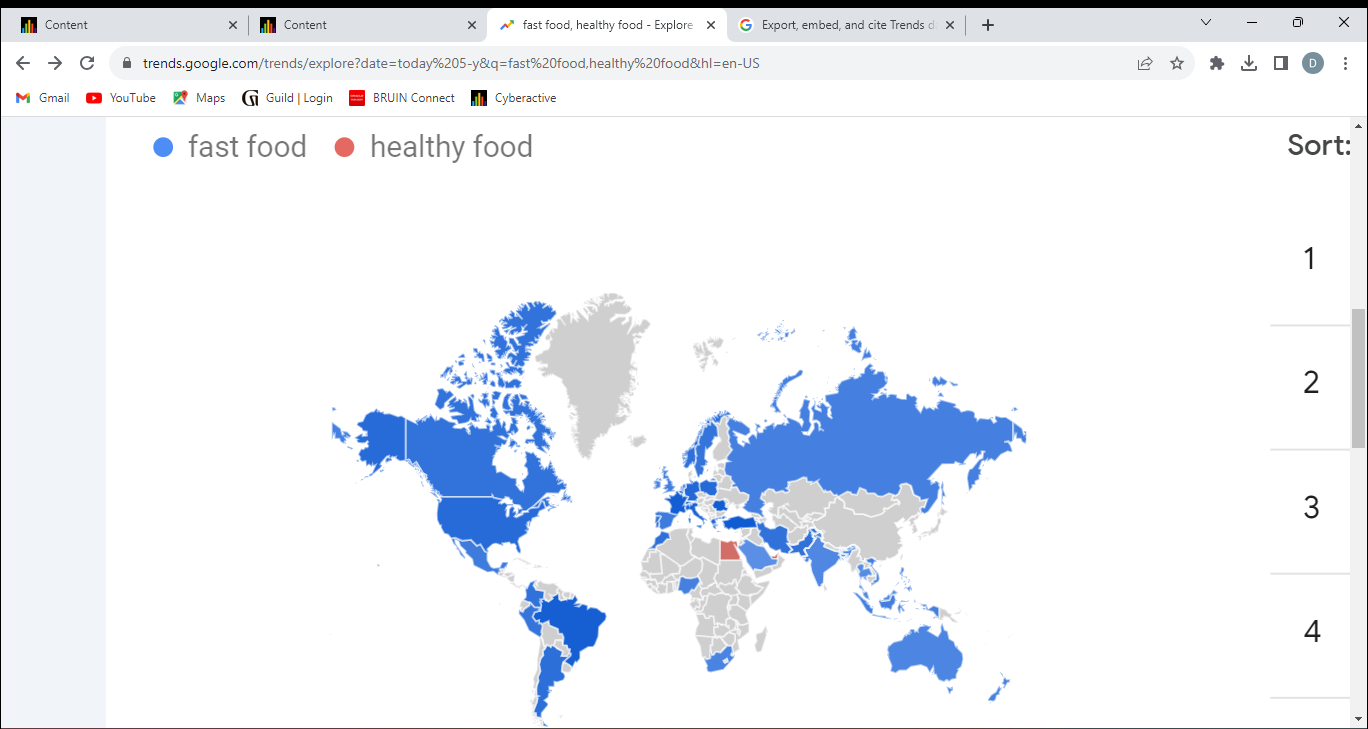 Content
Content
fast food, healthy food - Explore
Export, embed, and cite Trends d
trends.google.com/trends/explore?date=today%205-y&q=fast%20food,healthy%20food&hl=en-US
D
Gmail
YouTube
Maps
Guild | Login
BRUIN Connect
Cyberactive
fast food
healthy food
Sort:
1
2
3
4